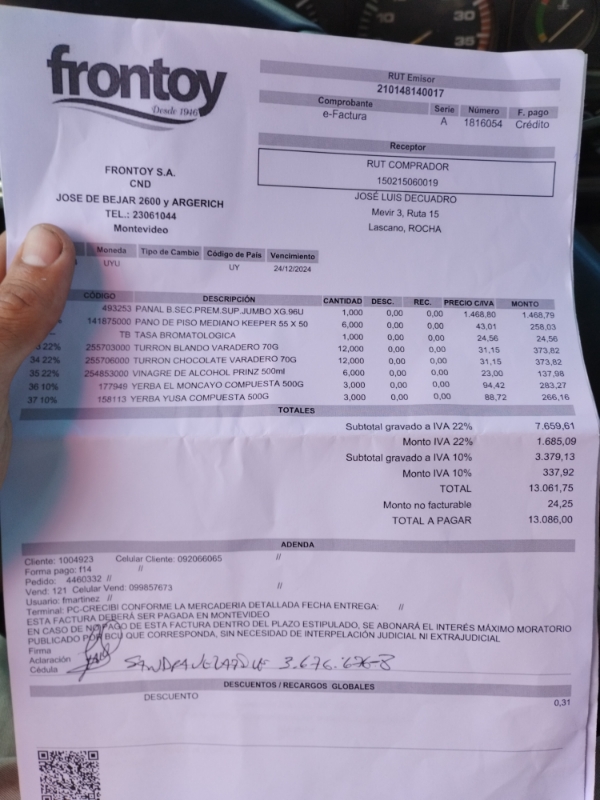 frontoy
Desde 1946
RUT Emisor
210148140017
Comprobante Serie Número F. pago
e-Factura A 1816054 Crédito
Receptor
RUT COMPRADOR
150215060019
JOSÉ LUIS DECUADRO
Mevir 3, Ruta 15
Lascano, ROCHA
FRONTOY S.A.
CND
JOSE DE BEJAR 2600 y ARGERICH
TEL.: 23061044
Montevideo
Moneda Tipo de Cambio Código de País Vencimiento
UYU UY 24/12/2024
CÓDIGO DESCRIPCIÓN CANTIDAD DESC. REC. PRECIO C/IVA MONTO
493253 PANAL B.SEC.PREM.SUP.JUMBO XG.96U 1,000 0,00 0,00 1.468,80 1.468,79
141875000 PANO DE PISO MEDIANO KEEPER 55 X 50 6,000 0,00 0,00 43,01 258,03
TB TASA BROMATOLOGICA 1,000 0,00 0,00 24,56 24,56
22% 255703000 TURRON BLANDO VARADERO 70G 12,000 0,00 0,00 31,15 373,82
34 22% 255706000 TURRON CHOCOLATE VARADERO 70G 12,000 0,00 0,00 31,15 373,82
35 22% 254853000 VINAGRE DE ALCOHOL PRINZ 500ml 6,000 0,00 0,00 23,00 137,98
36 10% 177949 YERBA EL MONCAYO COMPUESTA 500G 3,000 0,00 0,00 94,42 283,27
37 10% 158113 YERBA YUSA COMPUESTA 500G 3,000 0,00 0,00 88,72 266,16
TOTALES
Subtotal gravado a IVA 22% 7.659,61
Monto IVA 22% 1.685,09
Subtotal gravado a IVA 10% 3.379,13
Monto IVA 10% 337,92
TOTAL 13.061,75
Monto no facturable 24,25
TOTAL A PAGAR 13.086,00
ADENDA
Cliente: 1004923 Celular Cliente: 092066065 //
Forma pago: f14 //
Pedido: 4460332 //
Vend: 121 Celular Vend: 099857673 //
Usuario: fmartinez //
Terminal: PC-CRECIBI CONFORME LA MERCADERIA DETALLADA FECHA ENTREGA: //
ESTA FACTURA DEBERÁ SER PAGADA EN MONTEVIDEO
EN CASO DE NO PAGO DE ESTA FACTURA DENTRO DEL PLAZO ESTIPULADO, SE ABONARÁ EL INTERÉS MÁXIMO MORATORIO
PUBLICADO POR BCU QUE CORRESPONDA, SIN NECESIDAD DE INTERPELACIÓN JUDICIAL NI EXTRAJUDICIAL
Firma
Aclaración
Cédula
DESCUENTOS / RECARGOS GLOBALES
DESCUENTO 0,31
30
35